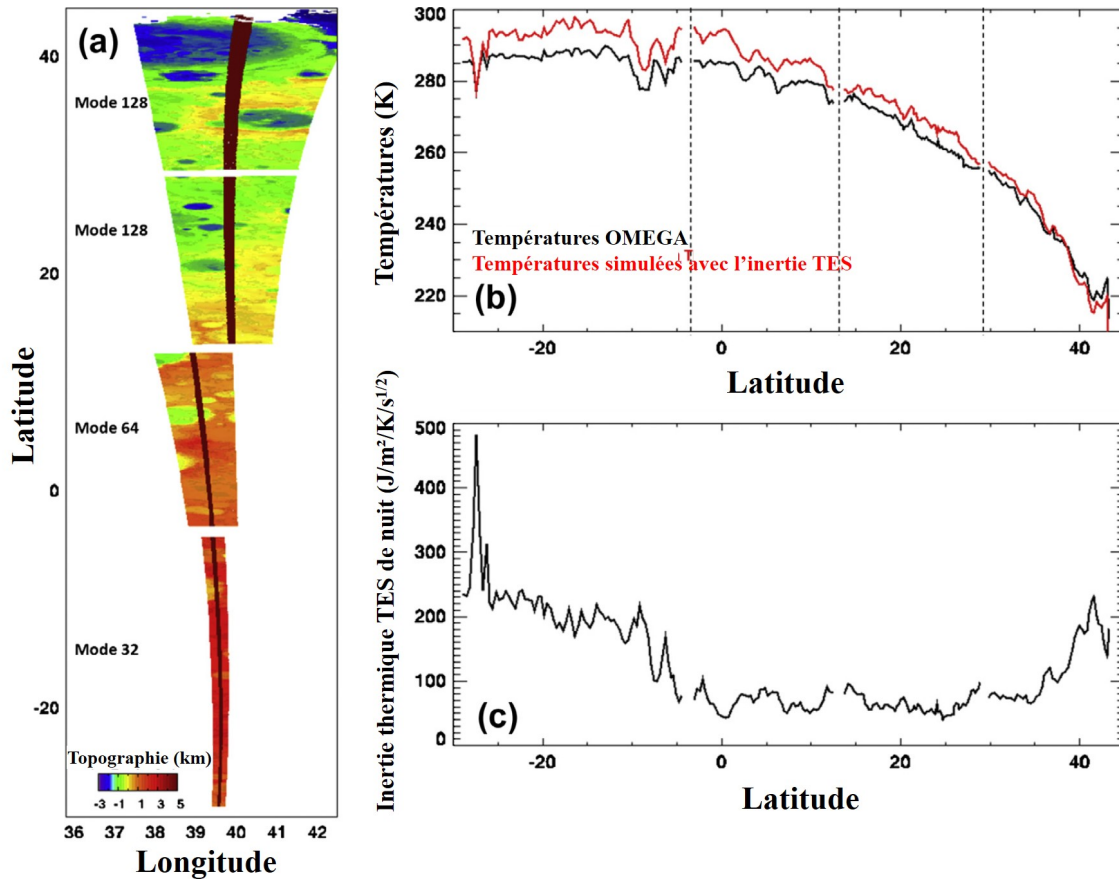 (a)
Latitude
40
20
0
-20
Mode 128
Mode 128
Mode 64
Mode 32
Topographie (km)
-3 -1 1 3 5
36 37 38 39 40 41 42
Longitude
Températures (K)
300
280
260
240
220
Températures OMEGA
Températures simulées avec l'inertie TES
(b)
-20 0 20 40
Latitude
Inertie thermique TES de nuit (J/m²/K/s¹/²)
500
400
300
200
100
0
(c)
-20 0 20 40
Latitude